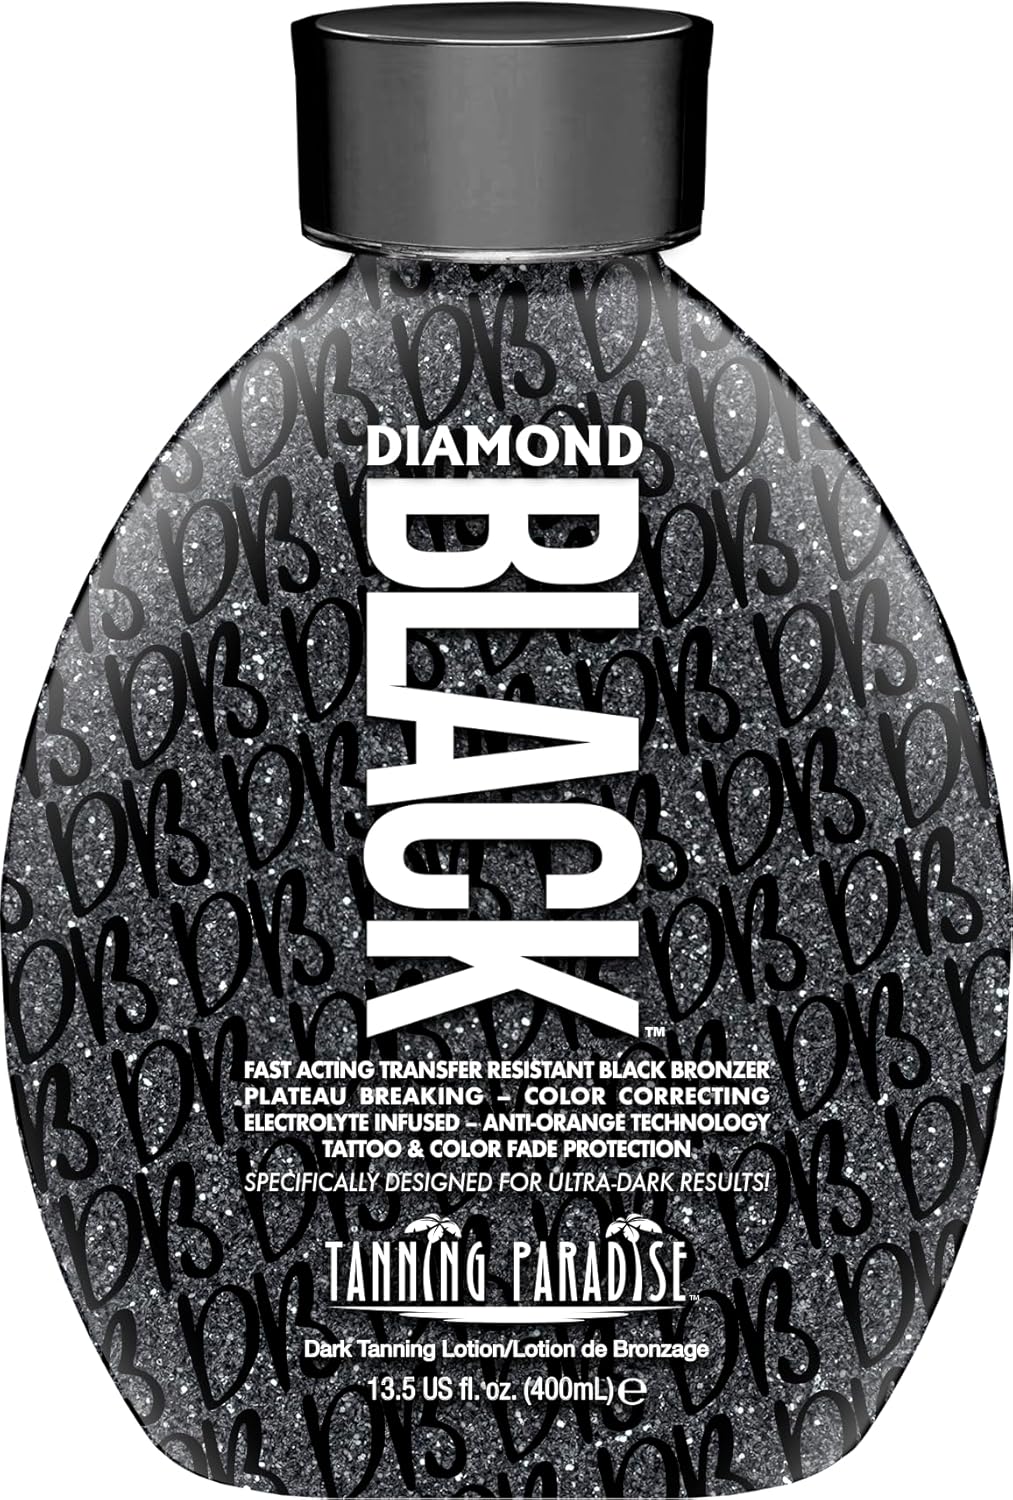 DIAMOND
BLACK™
FAST ACTING TRANSFER RESISTANT BLACK BRONZER
PLATEAU BREAKING – COLOR CORRECTING
ELECTROLYTE INFUSED – ANTI-ORANGE TECHNOLOGY
TATTOO & COLOR FADE PROTECTION
SPECIFICALLY DESIGNED FOR ULTRA-DARK RESULTS!
TANNING PARADISE™
Dark Tanning Lotion/Lotion de Bronzage
13.5 US fl. oz. (400mL) ℮